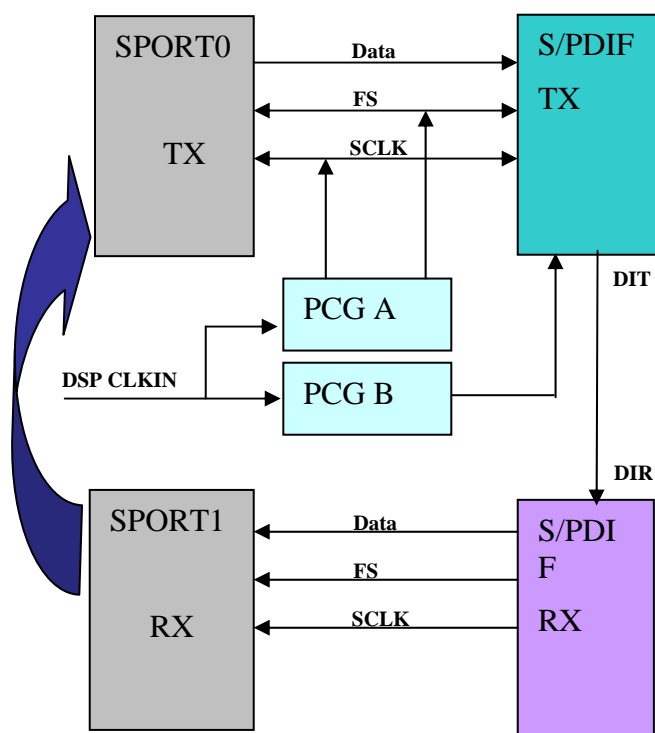 SPORT0
TX
Data
FS
SCLK
S/PDIF
TX
PCG A
PCG B
DSP CLKIN
DIT
DIR
SPORT1
RX
Data
FS
SCLK
S/PDI
F
RX